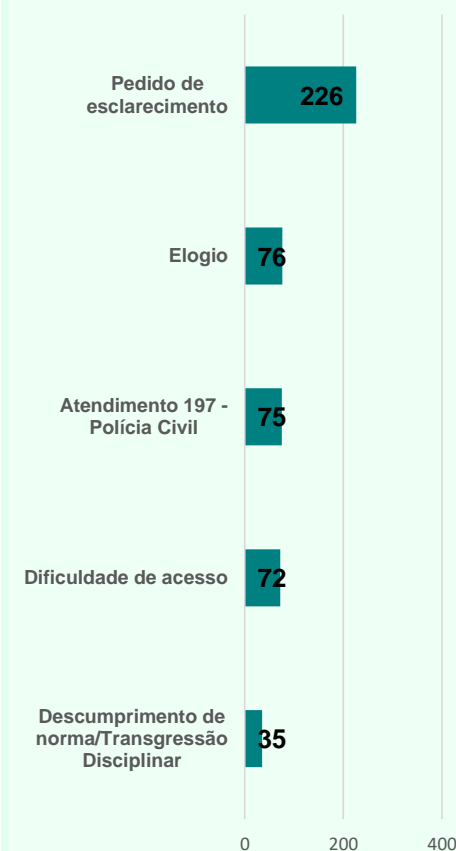 Pedido de
esclarecimento
226
Elogio
76
Atendimento 197 -
Polícia Civil
75
Dificuldade de acesso
72
Descumprimento de
norma/Transgressão
Disciplinar
35
0 200 400